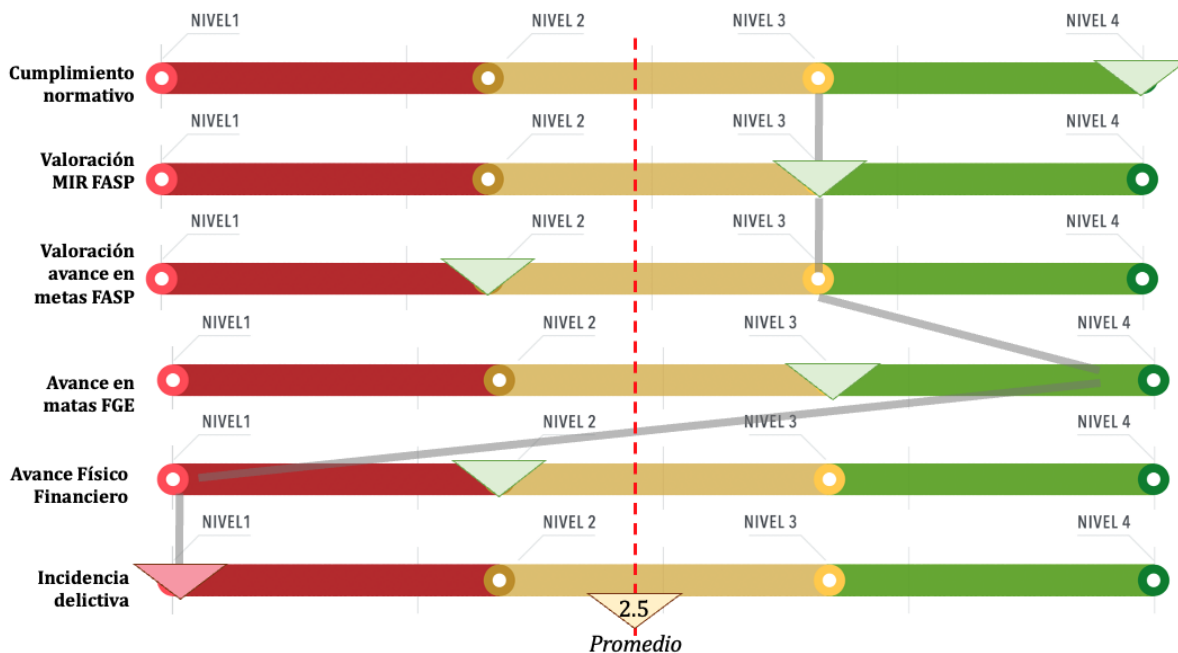 NIVEL1
NIVEL 2
NIVEL 3
NIVEL 4
Cumplimiento
normativo
NIVEL1
NIVEL 2
NIVEL 3
NIVEL 4
Valoración
MIR FASP
NIVEL1
NIVEL 2
NIVEL 3
NIVEL 4
Valoración
avance en
metas FASP
NIVEL1
NIVEL 2
NIVEL 3
NIVEL 4
Avance en
matas FGE
NIVEL1
NIVEL 2
NIVEL 3
NIVEL 4
Avance Físico
Financiero
NIVEL1
NIVEL 2
NIVEL 3
NIVEL 4
Incidencia
delictiva
2.5
Promedio